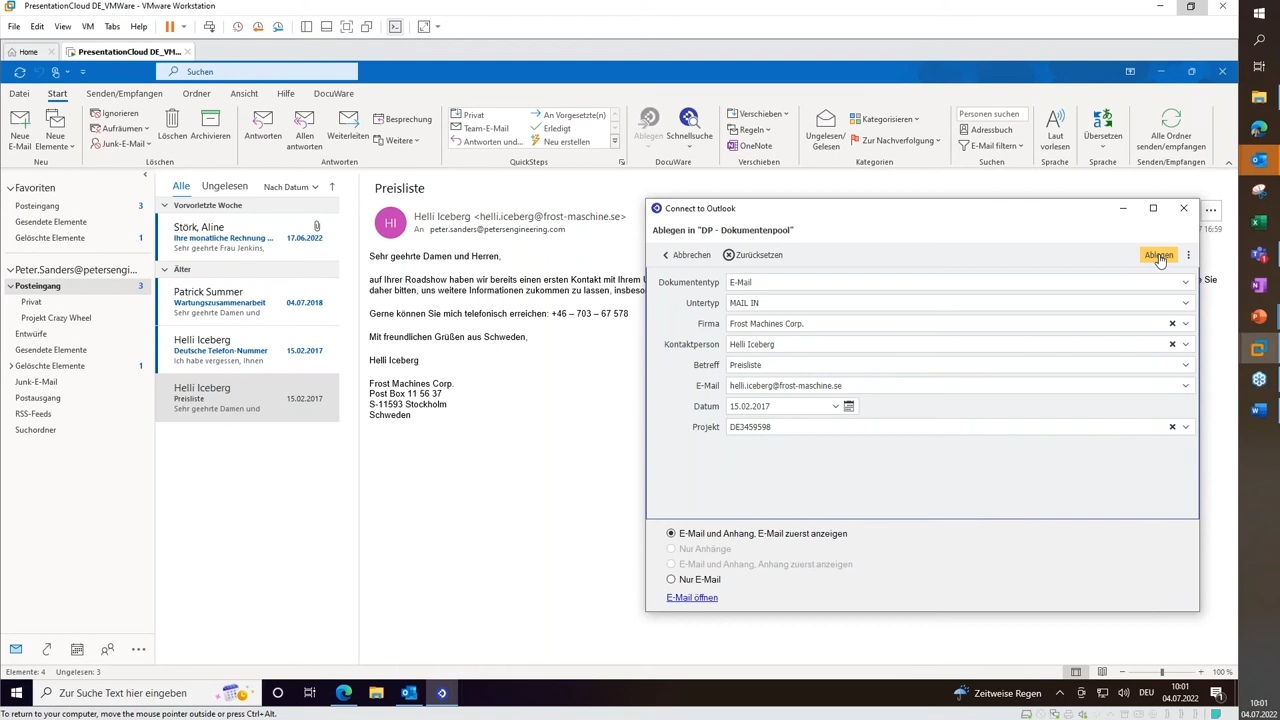 PresentationCloud DE_VMWare - VMware Workstation
File Edit View VM Tabs Help
Home PresentationCloud DE_VM...
Suchen
Datei Start Senden/Empfangen Ordner Ansicht Hilfe DocuWare
Neue E-Mail
Neue Elemente
Ignorieren
Aufräumen
Junk-E-Mail
Löschen
Archivieren
Antworten
Allen antworten
Weiterleiten
Besprechung
Weitere
Privat
Team-E-Mail
Antworten und...
An Vorgesetzte(n)
Erledigt
Neu erstellen
Ablegen
Schnellsuche
Verschieben
Regeln
OneNote
Ungelesen/ Gelesen
Kategorisieren
Zur Nachverfolgung
Personen suchen
Adressbuch
E-Mail filtern
Laut vorlesen
Übersetzen
Alle Ordner senden/empfangen
Neu Löschen Antworten QuickSteps DocuWare Verschieben Kategorien Suchen Sprache Sprache Senden/Empfangen
Favoriten
Posteingang 3
Gesendete Elemente
Gelöschte Elemente 1
Peter.Sanders@petersengi...
Posteingang 3
Privat
Projekt Crazy Wheel
Entwürfe
Gesendete Elemente
Gelöschte Elemente 1
Junk-E-Mail
Postausgang
RSS-Feeds
Suchordner
Alle Ungelesen Nach Datum
Vorvorletzte Woche
Störk, Aline
Ihre monatliche Rechnung ... 17.06.2022
Sehr geehrte Frau Jenkins,
Älter
Patrick Summer
Wartungszusammenarbeit 04.07.2018
Sehr geehrte Damen und
Helli Iceberg
Deutsche Telefon-Nummer 15.02.2017
Ich habe vergessen, Ihnen
Helli Iceberg
Preisliste 15.02.2017
Sehr geehrte Damen und
Preisliste
HI
Helli Iceberg <helli.iceberg@frost-maschine.se>
An peter.sanders@petersengineering.com
16:59
Sehr geehrte Damen und Herren,
auf Ihrer Roadshow haben wir bereits einen ersten Kontakt mit Ihrem
daher bitten, uns weitere Informationen zukommen zu lassen, insbeso
Gerne können Sie mich telefonisch erreichen: +46 – 703 – 67 578
Mit freundlichen Grüßen aus Schweden,
Helli Iceberg
Frost Machines Corp.
Post Box 11 56 37
S-11593 Stockholm
Schweden
Connect to Outlook
Ablegen in "DP - Dokumentenpool"
Abbrechen Zurücksetzen Ablegen
Dokumententyp E-Mail
Untertyp MAIL IN
Firma Frost Machines Corp.
Kontaktperson Helli Iceberg
Betreff Preisliste
E-Mail helli.iceberg@frost-maschine.se
Datum 15.02.2017
Projekt DE3459598
E-Mail und Anhang, E-Mail zuerst anzeigen
Nur Anhänge
E-Mail und Anhang, Anhang zuerst anzeigen
Nur E-Mail
E-Mail öffnen
Sie
Elemente: 4 Ungelesen: 3
100 %
Zur Suche Text hier eingeben
Zeitweise Regen
DEU
10:01
04.07.2022
1
To return to your computer, move the mouse pointer outside or press Ctrl+Alt.
10:01
04.07.2022